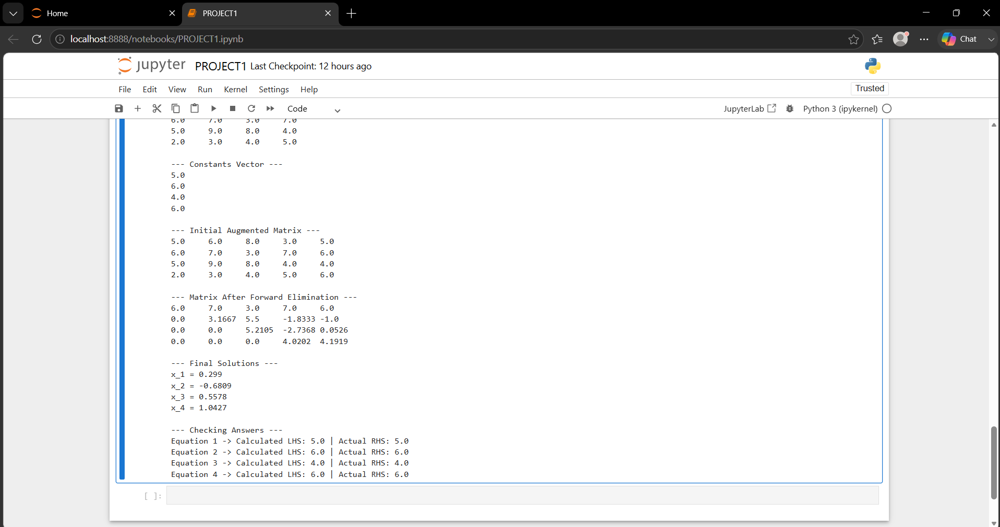 Home
PROJECT1
localhost:8888/notebooks/PROJECT1.ipynb
Chat
jupyter PROJECT1 Last Checkpoint: 12 hours ago
File Edit View Run Kernel Settings Help
Trusted
Code
JupyterLab
Python 3 (ipykernel)
6.0 7.0 3.0 7.0
5.0 9.0 8.0 4.0
2.0 3.0 4.0 5.0
--- Constants Vector ---
5.0
6.0
4.0
6.0
--- Initial Augmented Matrix ---
5.0 6.0 8.0 3.0 5.0
6.0 7.0 3.0 7.0 6.0
5.0 9.0 8.0 4.0 4.0
2.0 3.0 4.0 5.0 6.0
--- Matrix After Forward Elimination ---
6.0 7.0 3.0 7.0 6.0
0.0 3.1667 5.5 -1.8333 -1.0
0.0 0.0 5.2105 -2.7368 0.0526
0.0 0.0 0.0 4.0202 4.1919
--- Final Solutions ---
x_1 = 0.299
x_2 = -0.6809
x_3 = 0.5578
x_4 = 1.0427
--- Checking Answers ---
Equation 1 -> Calculated LHS: 5.0 | Actual RHS: 5.0
Equation 2 -> Calculated LHS: 6.0 | Actual RHS: 6.0
Equation 3 -> Calculated LHS: 4.0 | Actual RHS: 4.0
Equation 4 -> Calculated LHS: 6.0 | Actual RHS: 6.0
[ ]: